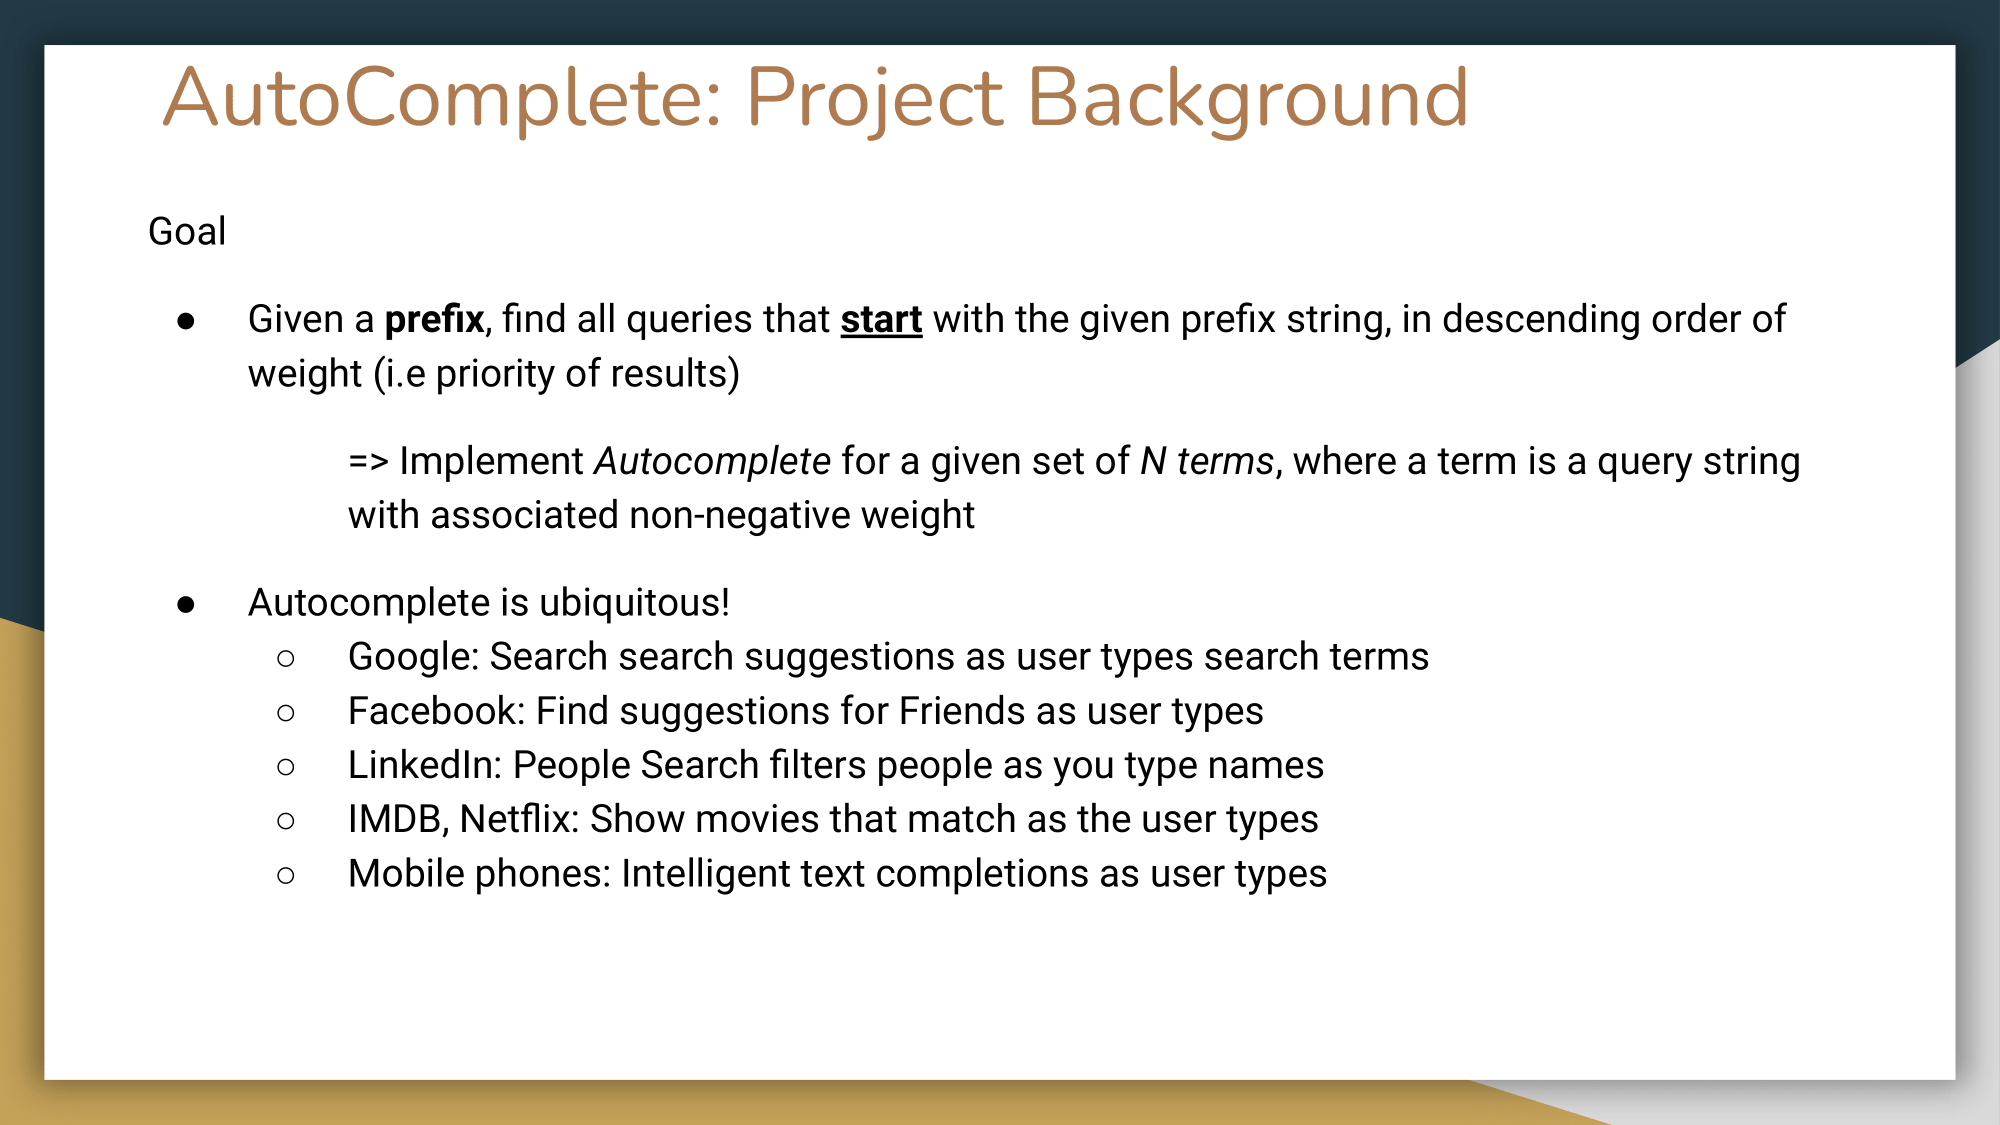 AutoComplete: Project Background
Goal
● Given a prefix, find all queries that start with the given prefix string, in descending order of
weight (i.e priority of results)
=> Implement Autocomplete for a given set of N terms, where a term is a query string
with associated non-negative weight
● Autocomplete is ubiquitous!
○ Google: Search search suggestions as user types search terms
○ Facebook: Find suggestions for Friends as user types
○ LinkedIn: People Search filters people as you type names
○ IMDB, Netflix: Show movies that match as the user types
○ Mobile phones: Intelligent text completions as user types